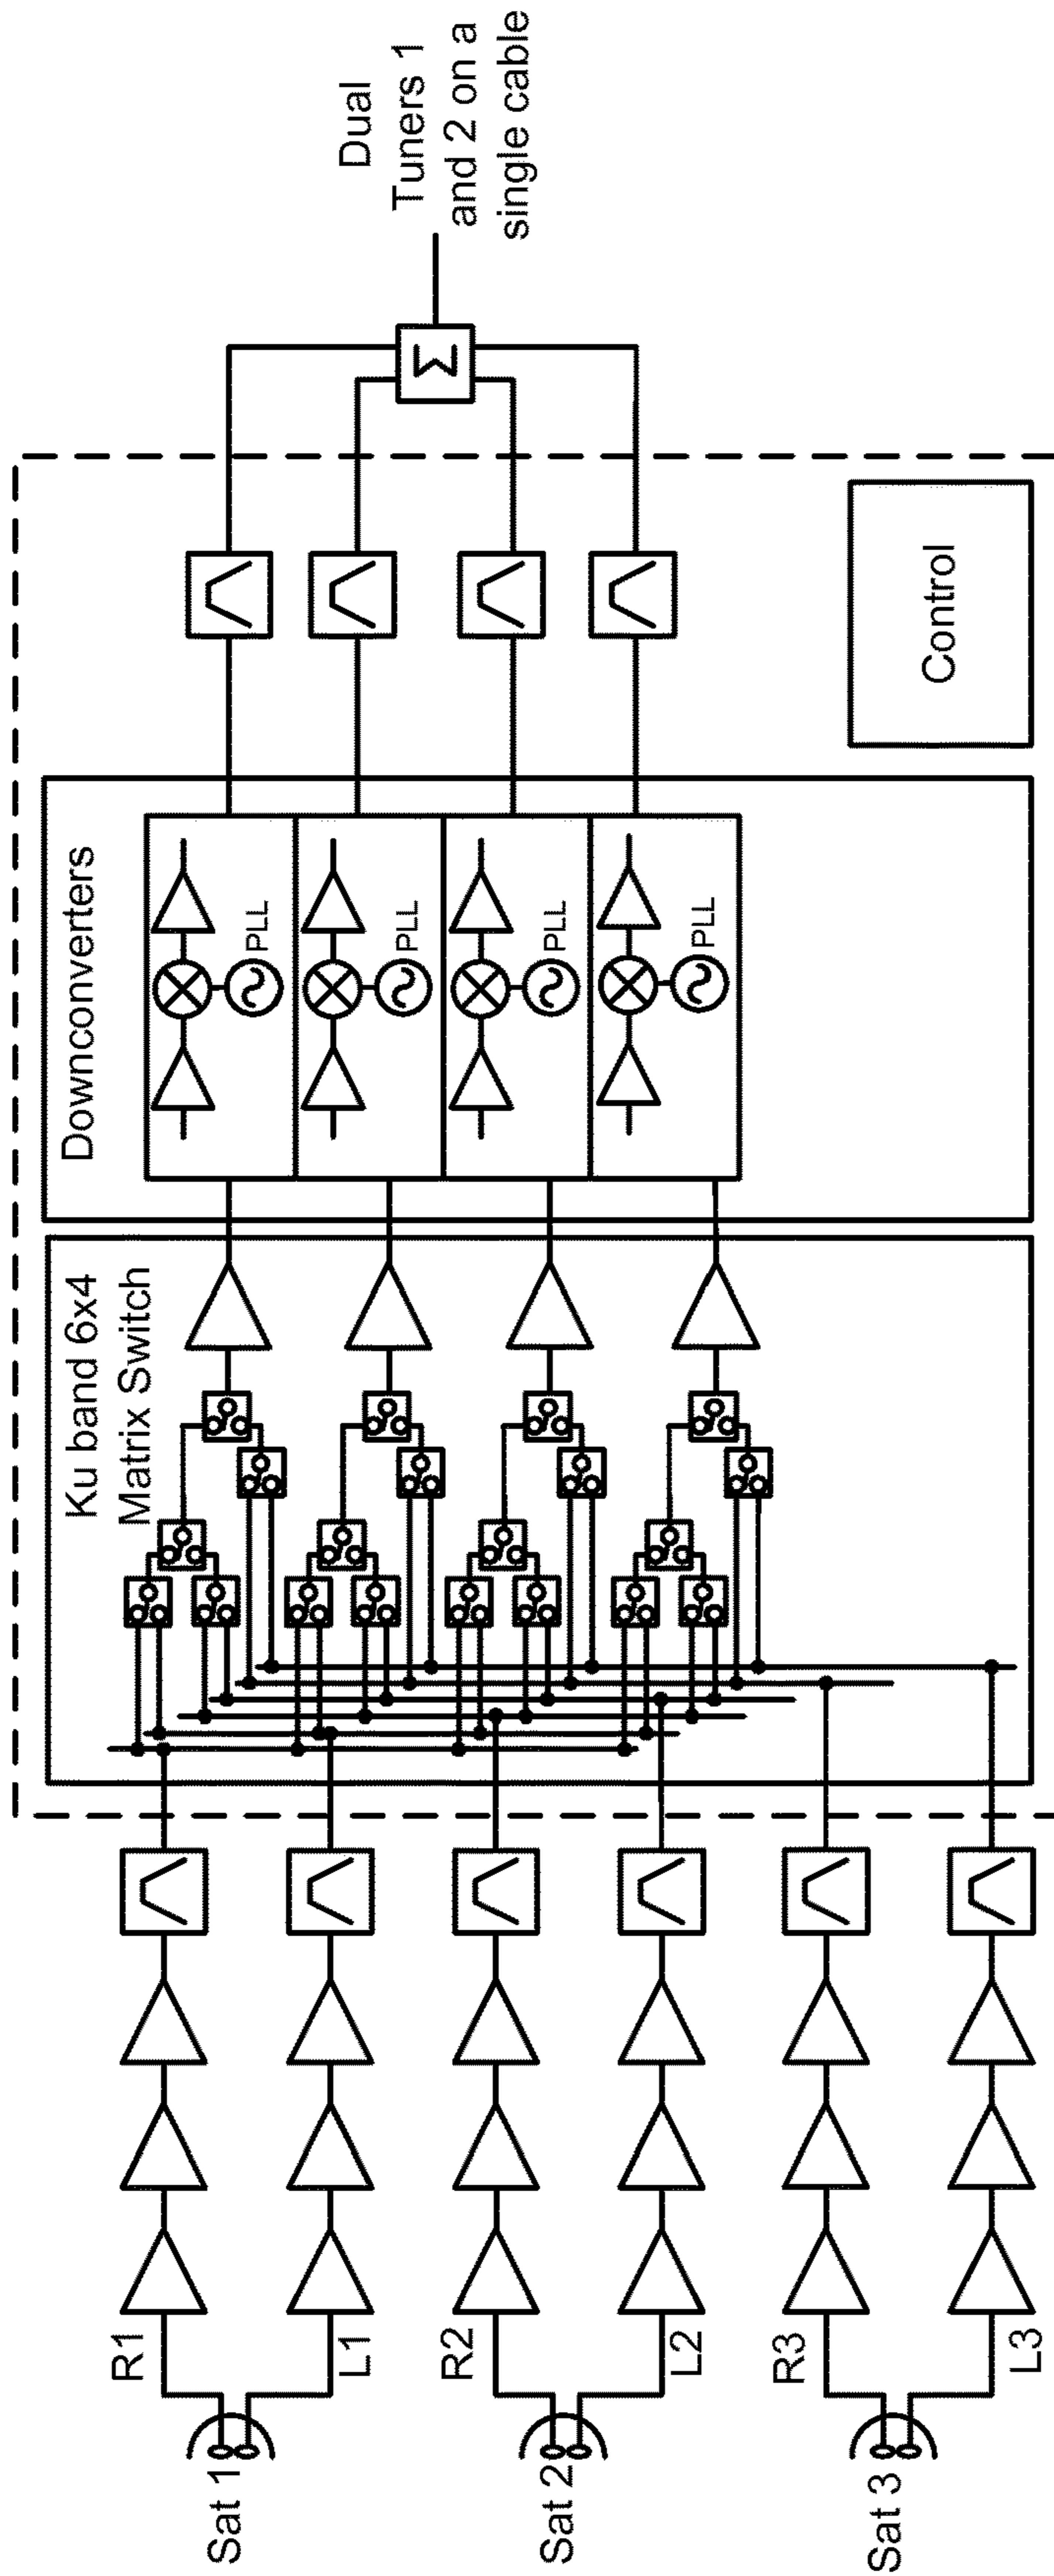 Sat 1
R1
L1
Sat 2
R2
L2
Sat 3
R3
L3
Ku band 6x4
Matrix Switch
Downconverters
PLL
PLL
PLL
PLL
Control
Σ
Dual
Tuners 1
and 2 on a
single cable